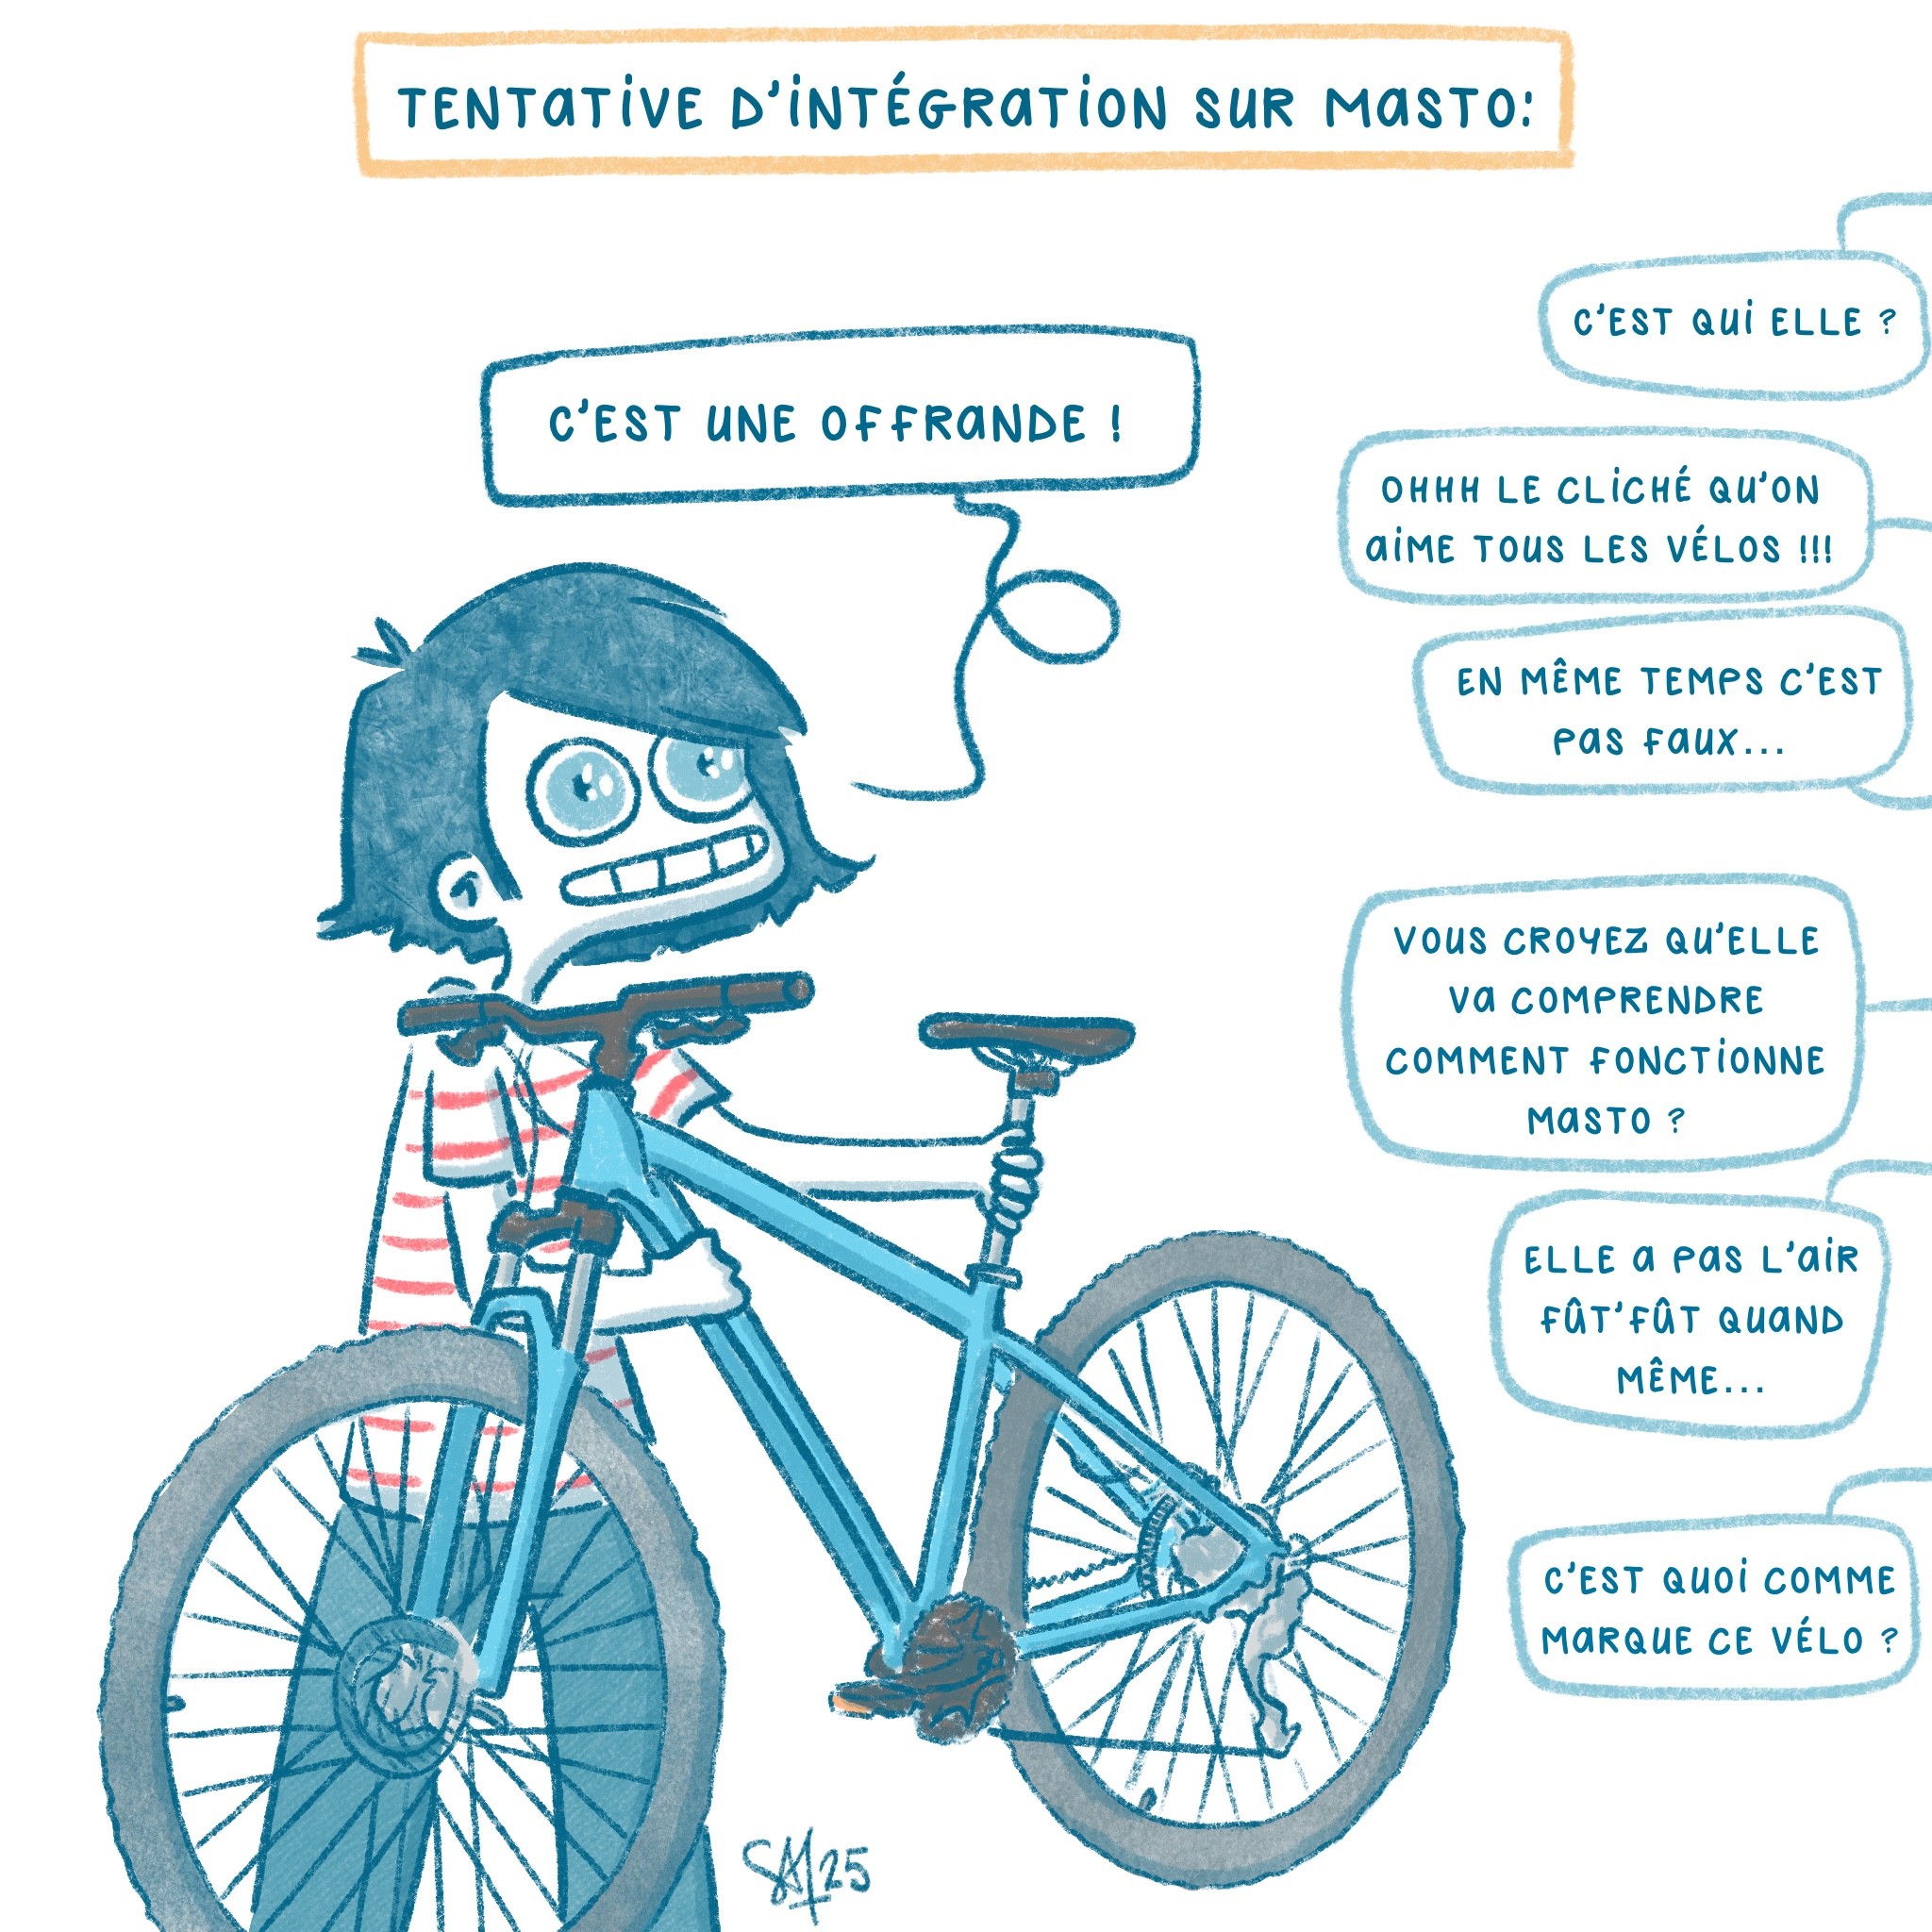 TENTATIVE D'INTÉGRATION SUR MASTO:
C'EST UNE OFFRANDE !
C'EST QUI ELLE ?
OHHH LE CLICHÉ QU'ON
AIME TOUS LES VÉLOS !!!
EN MÊME TEMPS C'EST
PAS FAUX...
VOUS CROYEZ QU'ELLE
VA COMPRENDRE
COMMENT FONCTIONNE
MASTO ?
ELLE A PAS L'AIR
FÛT'FÛT QUAND
MÊME...
C'EST QUOI COMME
MARQUE CE VÉLO ?
SAM 25